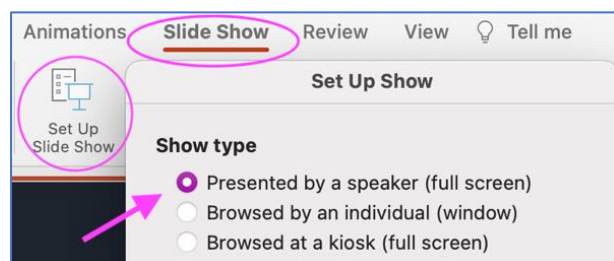 Animations Slide Show Review View Tell me
Set Up Show
Set Up
Slide Show
Show type
Presented by a speaker (full screen)
Browsed by an individual (window)
Browsed at a kiosk (full screen)